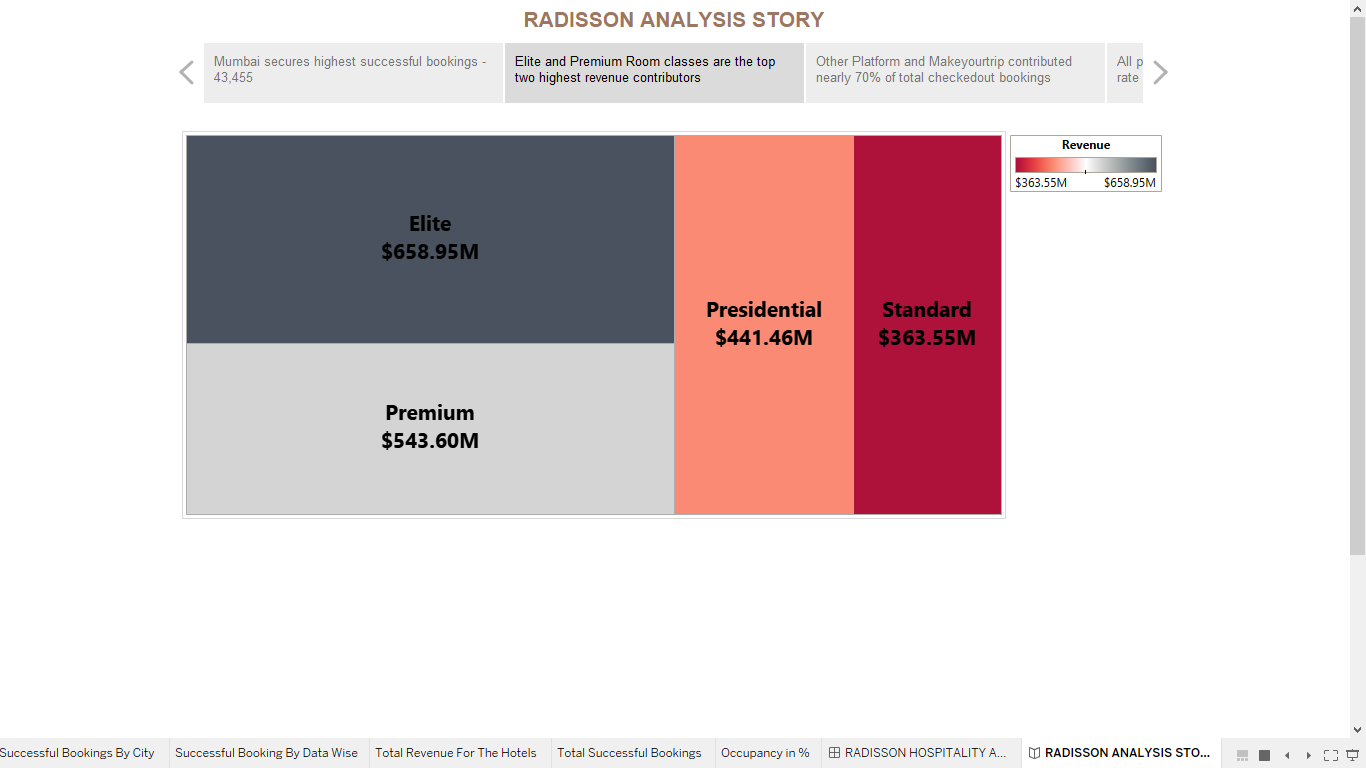 RADISSON ANALYSIS STORY
Mumbai secures highest successful bookings -
43,455
Elite and Premium Room classes are the top
two highest revenue contributors
Other Platform and Makeyourtrip contributed
nearly 70% of total checkedout bookings
All p
rate
Revenue
$363.55M $658.95M
Elite
$658.95M
Premium
$543.60M
Presidential
$441.46M
Standard
$363.55M
Successful Bookings By City
Successful Booking By Data Wise
Total Revenue For The Hotels
Total Successful Bookings
Occupancy in %
RADISSON HOSPITALITY A...
RADISSON ANALYSIS STO...